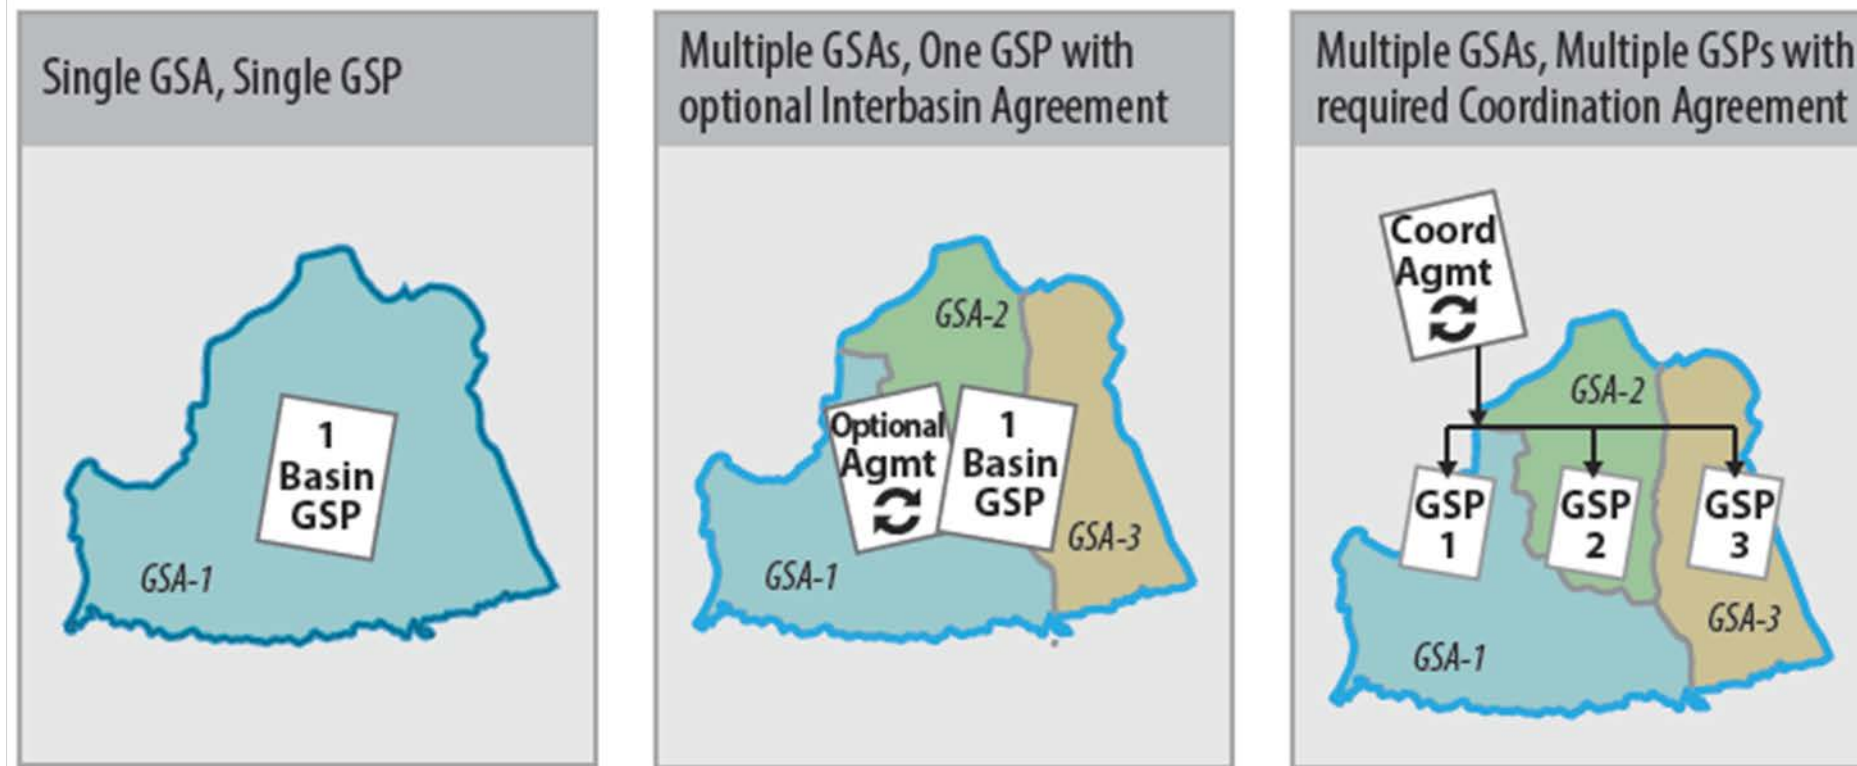 Single GSA, Single GSP
1
Basin
GSP
GSA-1
Multiple GSAs, One GSP with
optional Interbasin Agreement
GSA-2
Optional
Agmt
1
Basin
GSP
GSA-3
GSA-1
Multiple GSAs, Multiple GSPs with
required Coordination Agreement
Coord
Agmt
GSA-2
GSP
1
GSP
2
GSP
3
GSA-3
GSA-1